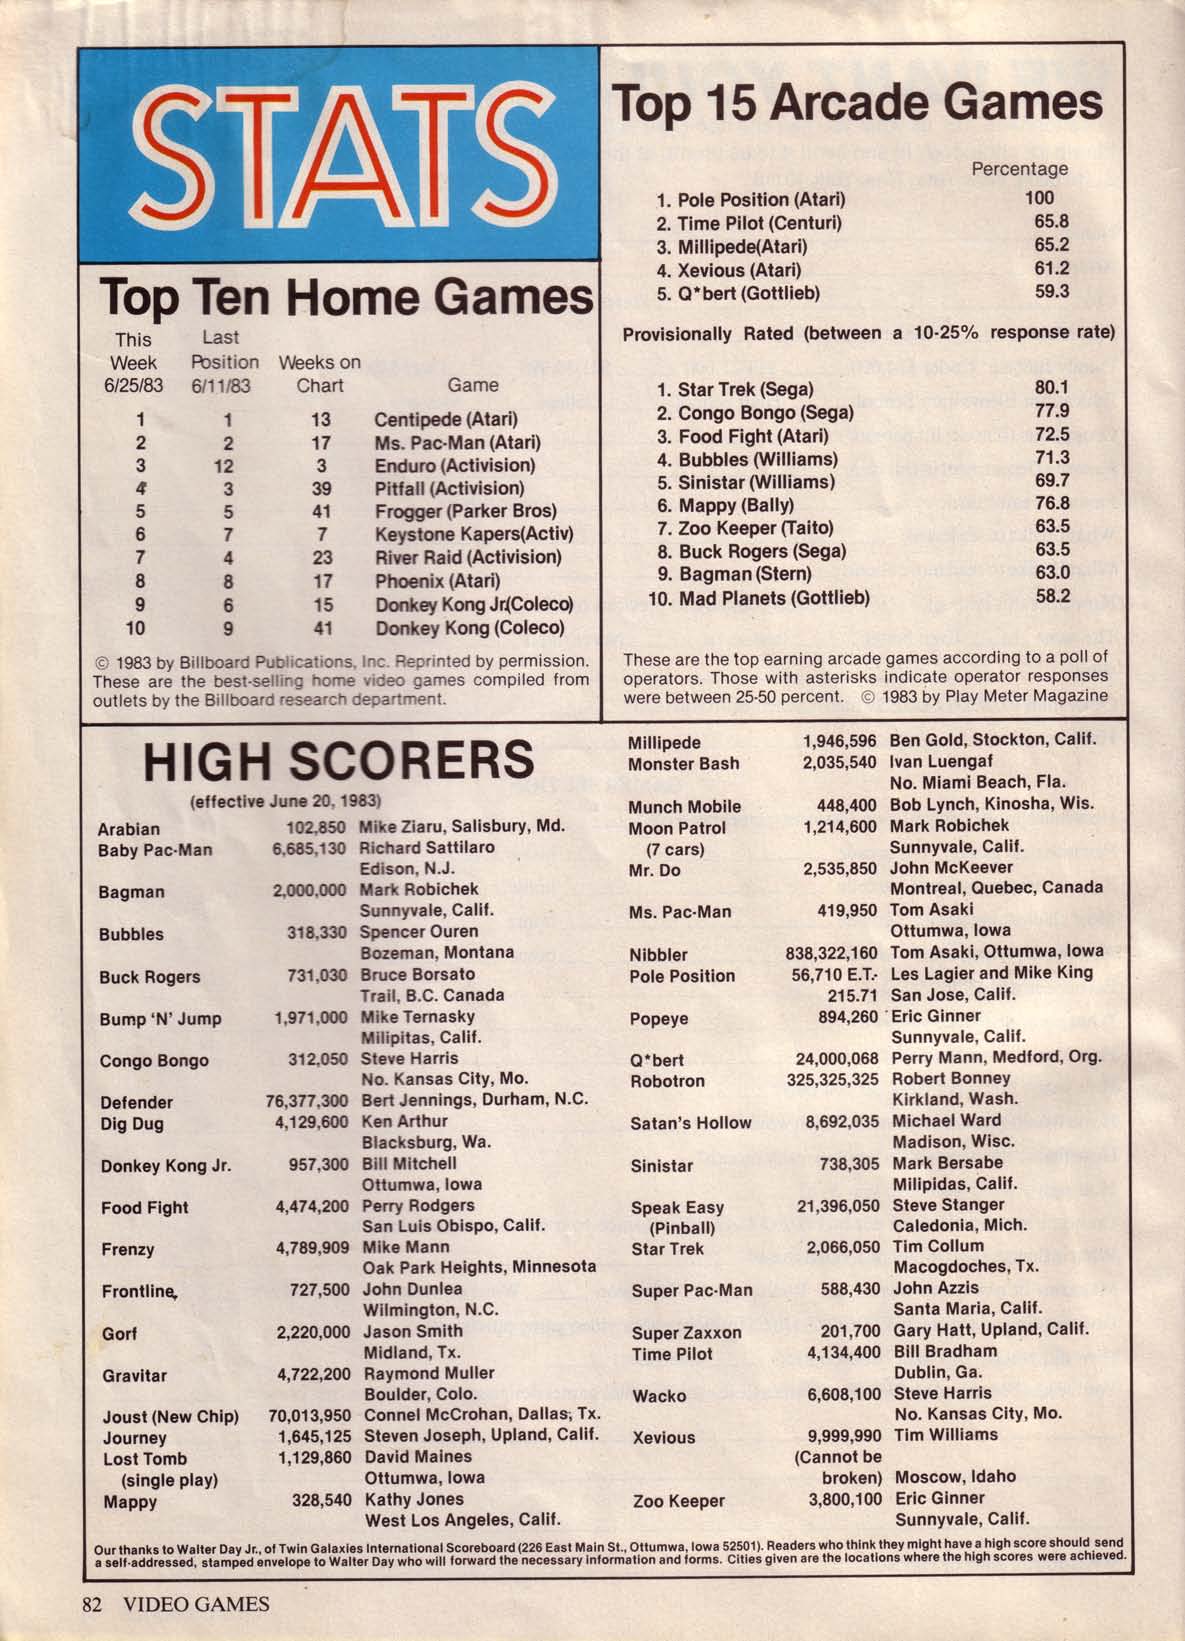 STATS
Top Ten Home Games
This Last
Week Position Weeks on
6/25/83 6/11/83 Chart Game
1 1 13 Centipede (Atari)
2 2 17 Ms. Pac-Man (Atari)
3 12 3 Enduro (Activision)
4 3 39 Pitfall (Activision)
5 5 41 Frogger (Parker Bros)
6 7 7 Keystone Kapers(Activ)
7 4 23 River Raid (Activision)
8 8 17 Phoenix (Atari)
9 6 15 Donkey Kong Jr.(Coleco)
10 9 41 Donkey Kong (Coleco)
© 1983 by Billboard Publications, Inc. Reprinted by permission.
These are the best-selling home video games compiled from
outlets by the Billboard research department.
Top 15 Arcade Games
Percentage
1. Pole Position (Atari) 100
2. Time Pilot (Centuri) 65.8
3. Millipede(Atari) 65.2
4. Xevious (Atari) 61.2
5. Q*bert (Gottlieb) 59.3
Provisionally Rated (between a 10-25% response rate)
1. Star Trek (Sega) 80.1
2. Congo Bongo (Sega) 77.9
3. Food Fight (Atari) 72.5
4. Bubbles (Williams) 71.3
5. Sinistar (Williams) 69.7
6. Mappy (Bally) 76.8
7. Zoo Keeper (Taito) 63.5
8. Buck Rogers (Sega) 63.5
9. Bagman (Stern) 63.0
10. Mad Planets (Gottlieb) 58.2
These are the top earning arcade games according to a poll of
operators. Those with asterisks indicate operator responses
were between 25-50 percent. © 1983 by Play Meter Magazine
HIGH SCORERS
(effective June 20, 1983)
Arabian 102,850 Mike Ziaru, Salisbury, Md.
Baby Pac-Man 6,685,130 Richard Sattilaro
Edison, N.J.
Bagman 2,000,000 Mark Robichek
Sunnyvale, Calif.
Bubbles 318,330 Spencer Ouren
Bozeman, Montana
Buck Rogers 731,030 Bruce Borsato
Trail, B.C. Canada
Bump 'N' Jump 1,971,000 Mike Ternasky
Milipitas, Calif.
Congo Bongo 312,050 Steve Harris
No. Kansas City, Mo.
Defender 76,377,300 Bert Jennings, Durham, N.C.
Dig Dug 4,129,600 Ken Arthur
Blacksburg, Wa.
Donkey Kong Jr. 957,300 Bill Mitchell
Ottumwa, Iowa
Food Fight 4,474,200 Perry Rodgers
San Luis Obispo, Calif.
Frenzy 4,789,909 Mike Mann
Oak Park Heights, Minnesota
Frontline 727,500 John Dunlea
Wilmington, N.C.
Gorf 2,220,000 Jason Smith
Midland, Tx.
Gravitar 4,722,200 Raymond Muller
Boulder, Colo.
Joust (New Chip) 70,013,950 Connel McCrohan, Dallas, Tx.
Journey 1,645,125 Steven Joseph, Upland, Calif.
Lost Tomb 1,129,860 David Maines
(single play) Ottumwa, Iowa
Mappy 328,540 Kathy Jones
West Los Angeles, Calif.
Millipede 1,946,596 Ben Gold, Stockton, Calif.
Monster Bash 2,035,540 Ivan Luengaf
No. Miami Beach, Fla.
Munch Mobile 448,400 Bob Lynch, Kinosha, Wis.
Moon Patrol 1,214,600 Mark Robichek
(7 cars) Sunnyvale, Calif.
Mr. Do 2,535,850 John McKeever
Montreal, Quebec, Canada
Ms. Pac-Man 419,950 Tom Asaki
Ottumwa, Iowa
Nibbler 838,322,160 Tom Asaki, Ottumwa, Iowa
Pole Position 56,710 E.T.- Les Lagier and Mike King
215.71 San Jose, Calif.
Popeye 894,260 Eric Ginner
Sunnyvale, Calif.
Q*bert 24,000,068 Perry Mann, Medford, Org.
Robotron 325,325,325 Robert Bonney
Kirkland, Wash.
Satan's Hollow 8,692,035 Michael Ward
Madison, Wisc.
Sinistar 738,305 Mark Bersabe
Milipidas, Calif.
Speak Easy 21,396,050 Steve Stanger
(Pinball) Caledonia, Mich.
Star Trek 2,066,050 Tim Collum
Macogdoches, Tx.
Super Pac-Man 588,430 John Azzis
Santa Maria, Calif.
Super Zaxxon 201,700 Gary Hatt, Upland, Calif.
Time Pilot 4,134,400 Bill Bradham
Dublin, Ga.
Wacko 6,608,100 Steve Harris
No. Kansas City, Mo.
Xevious 9,999,990 Tim Williams
(Cannot be
broken) Moscow, Idaho
Zoo Keeper 3,800,100 Eric Ginner
Sunnyvale, Calif.
Our thanks to Walter Day Jr., of Twin Galaxies International Scoreboard (226 East Main St., Ottumwa, Iowa 52501). Readers who think they might have a high score should send
a self-addressed, stamped envelope to Walter Day who will forward the necessary information and forms. Cities given are the locations where the high scores were achieved.
82 VIDEO GAMES